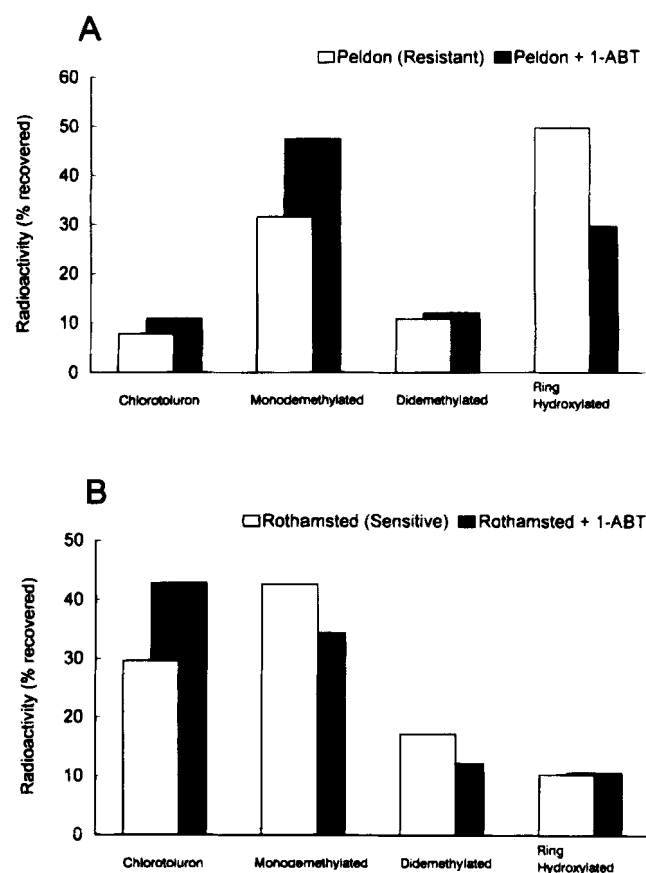 A
Peldon (Resistant) Peldon + 1-ABT
Radioactivity (% recovered)
60
50
40
30
20
10
0
Chlorotoluron Monodemethylated Didemethylated Ring
Hydroxylated
B
Rothamsted (Sensitive) Rothamsted + 1-ABT
Radioactivity (% recovered)
50
40
30
20
10
0
Chlorotoluron Monodemethylated Didemethylated Ring
Hydroxylated